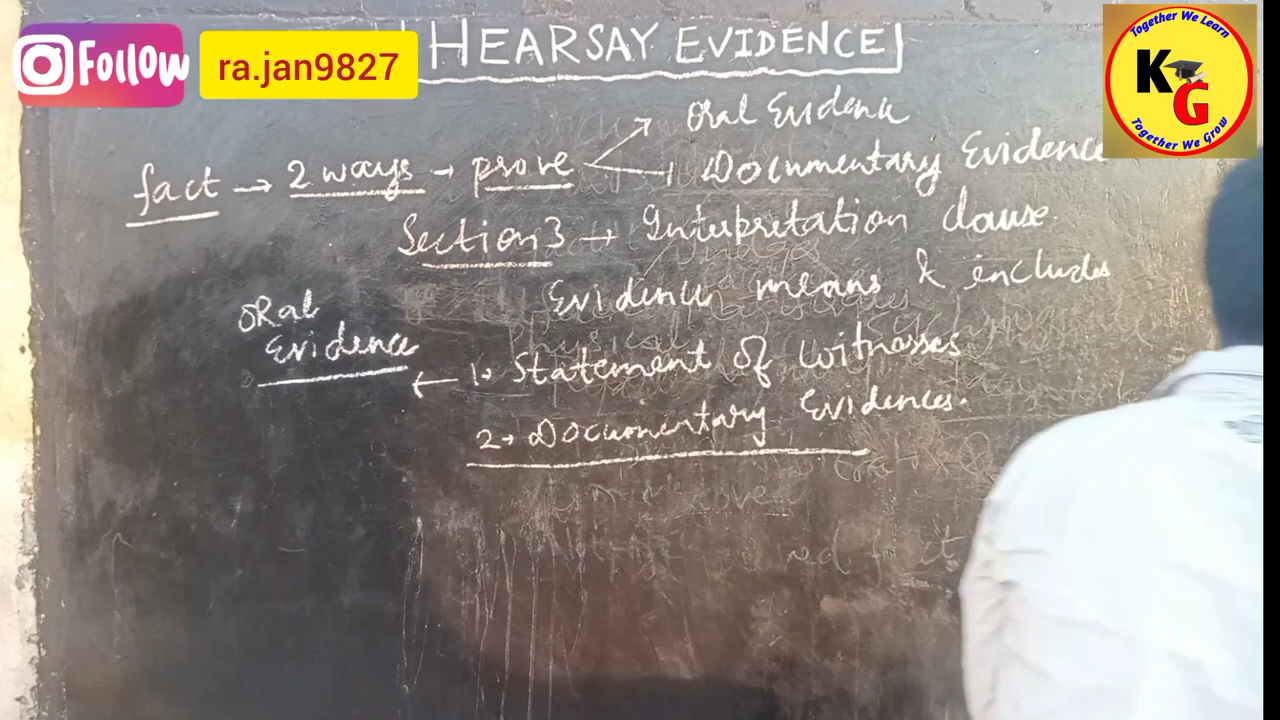 Follow
ra.jan9827
HEARSAY EVIDENCE
Together We Learn
KG
Together We Grow
Oral Evidence
fact → 2 ways → prove
Documentary Evidence
Section 3 → Interpretation clause.
Evidence means & includes
ORal
Evidence
← 1. Statement of witnesses
2. Documentary Evidences.